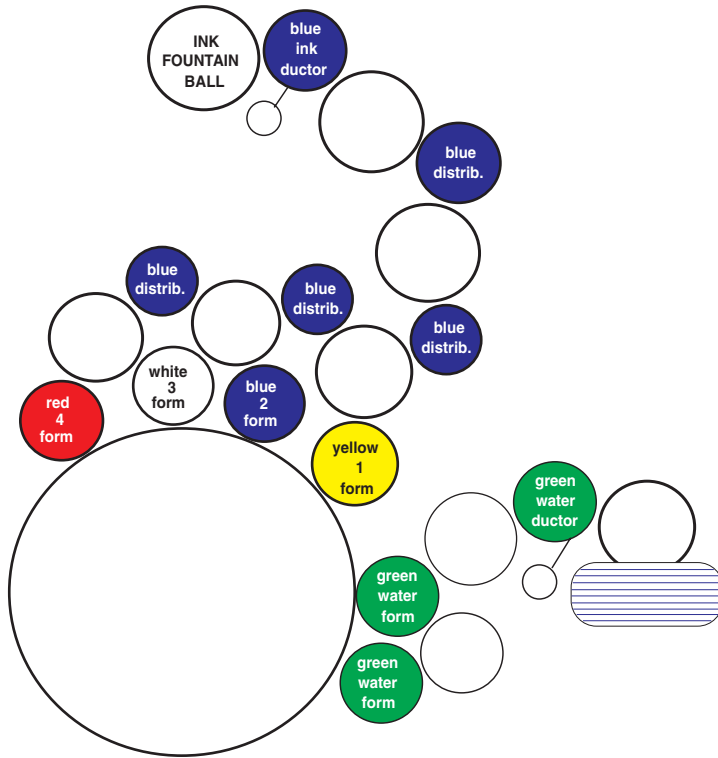 INK
FOUNTAIN
BALL
blue
ink
ductor
blue
distrib.
blue
distrib.
blue
distrib.
blue
distrib.
white
3
form
blue
2
form
red
4
form
yellow
1
form
green
water
ductor
green
water
form
green
water
form